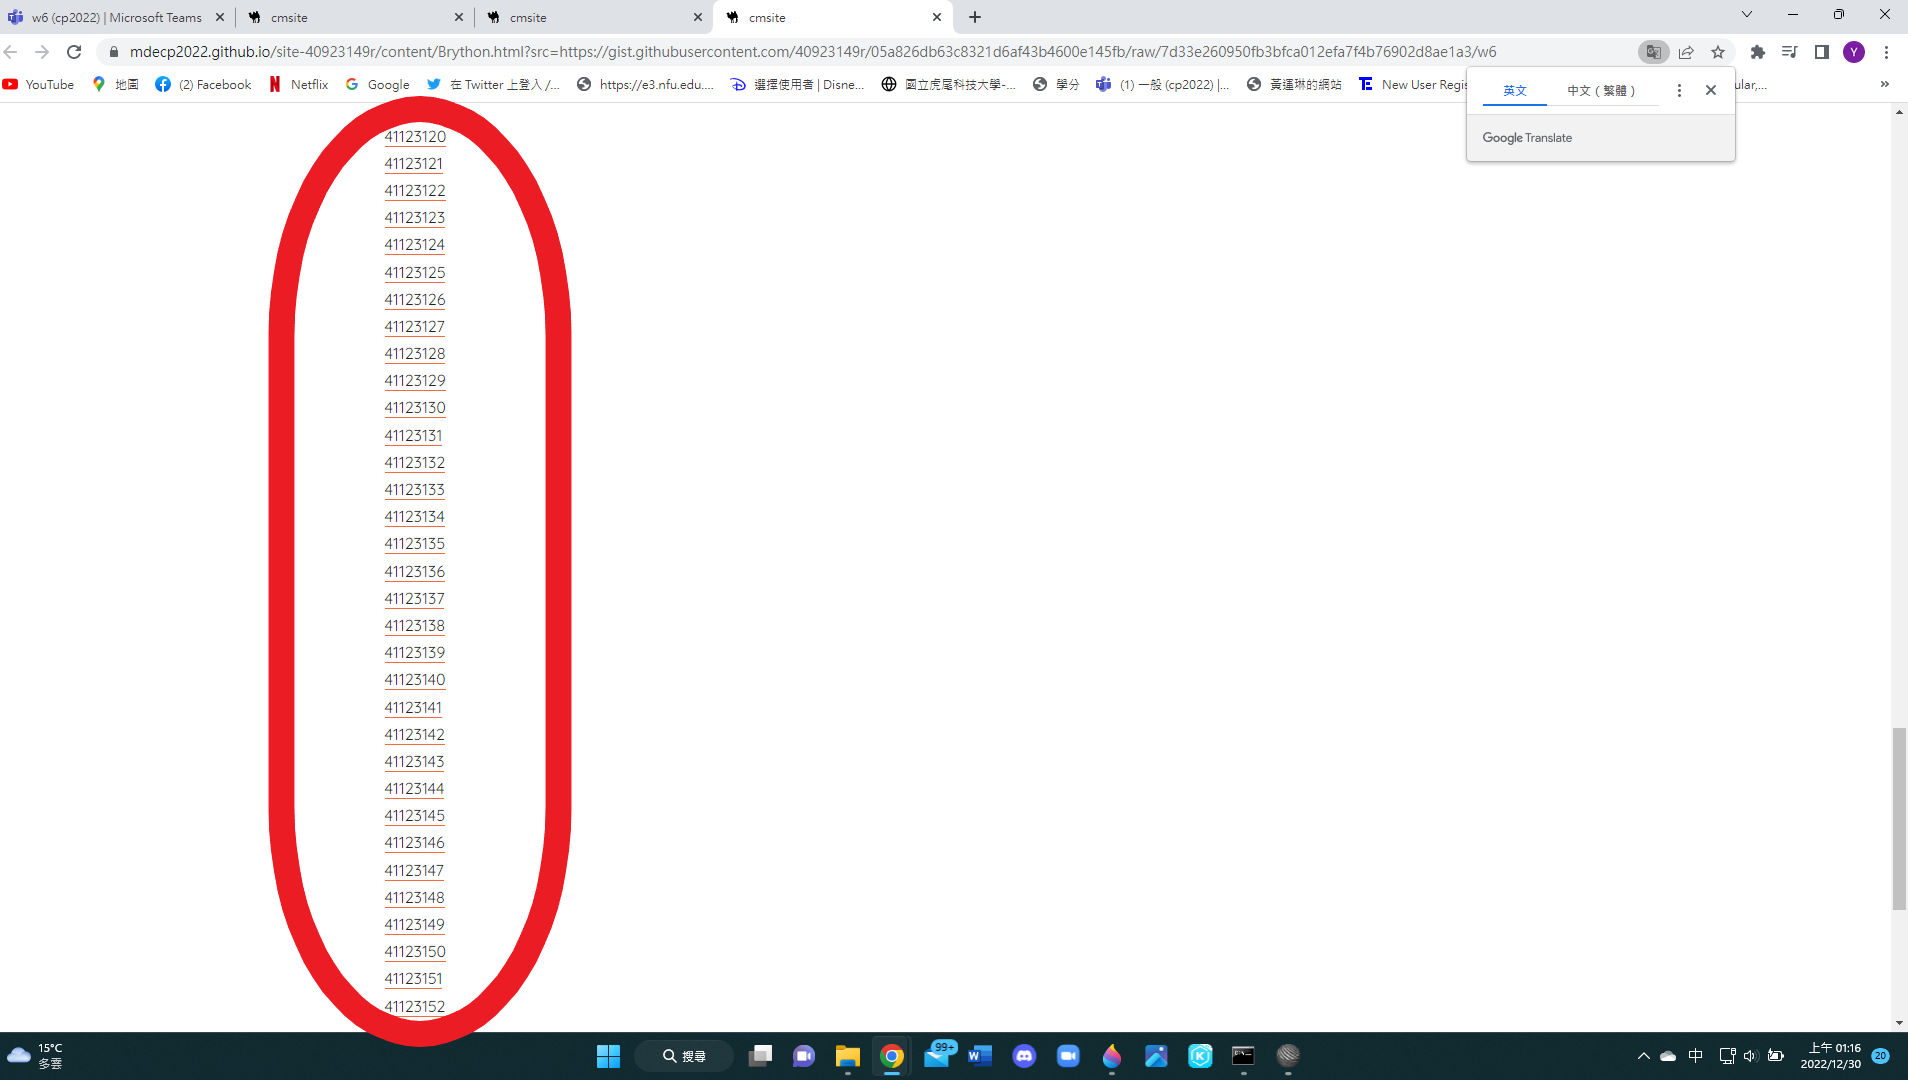 w6 (cp2022) | Microsoft Teams
cmsite
cmsite
cmsite
mdecp2022.github.io/site-40923149r/content/Brython.html?src=https://gist.githubusercontent.com/40923149r/05a826db63c8321d6af43b4600e145fb/raw/7d33e260950fb3bfca012efa7f4b76902d8ae1a3/w6
Y
YouTube
地圖
(2) Facebook
Netflix
Google
在 Twitter 上登入 /...
https://e3.nfu.edu....
選擇使用者 | Disne...
國立虎尾科技大學-...
學分
(1) 一般 (cp2022) |...
黃運琳的網站
New User Regi
ular,...
»
英文
中文 ( 繁體 )
Google Translate
41123120
41123121
41123122
41123123
41123124
41123125
41123126
41123127
41123128
41123129
41123130
41123131
41123132
41123133
41123134
41123135
41123136
41123137
41123138
41123139
41123140
41123141
41123142
41123143
41123144
41123145
41123146
41123147
41123148
41123149
41123150
41123151
41123152
15°C
多雲
搜尋
99+
中
上午 01:16
2022/12/30
20